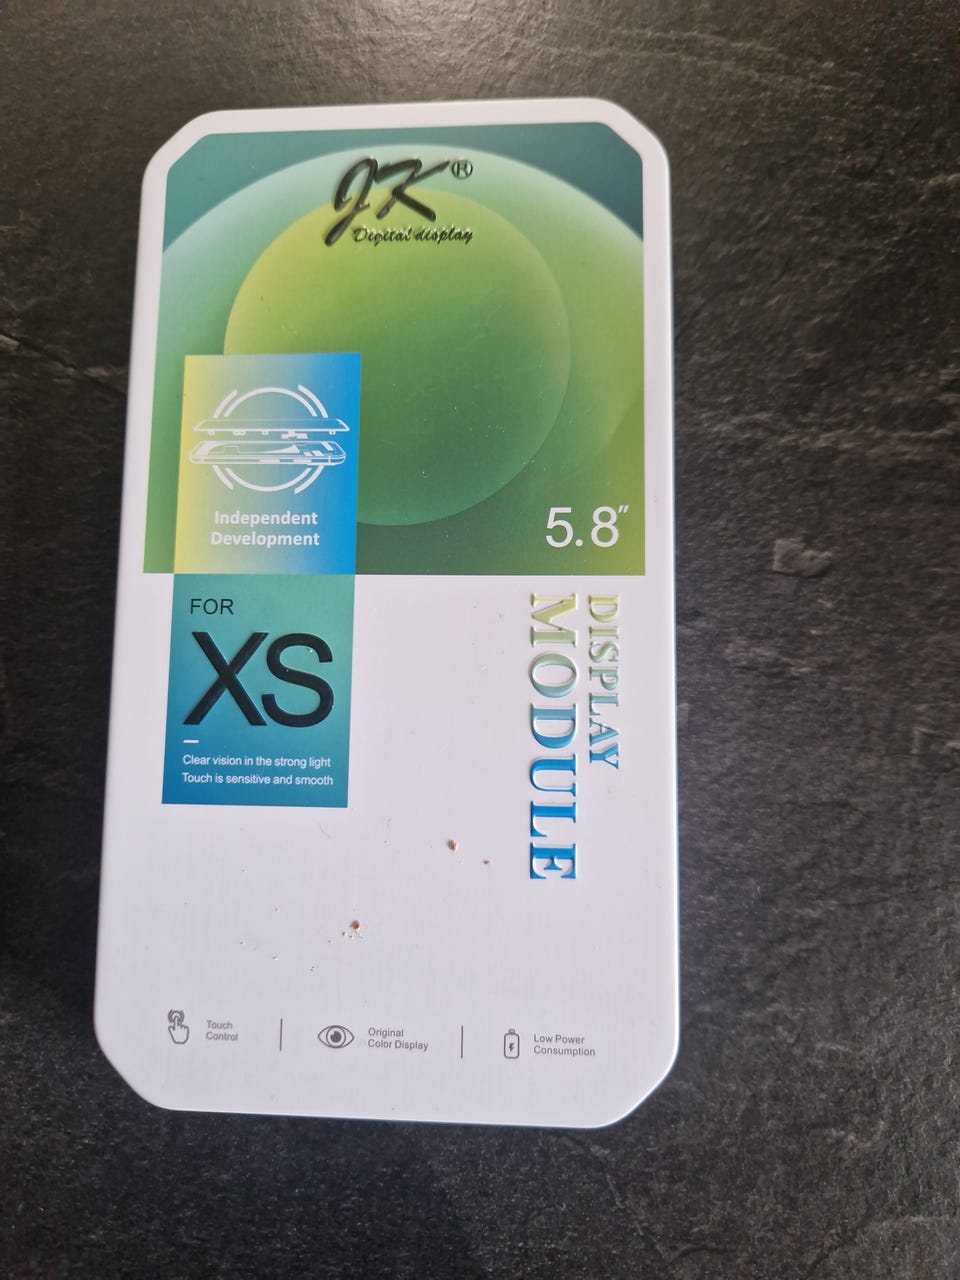 JK®
Digital display
Independent
Development
5.8"
FOR
XS
Clear vision in the strong light
Touch is sensitive and smooth
DISPLAY
MODULE
Touch
Control
Original
Color Display
Low Power
Consumption